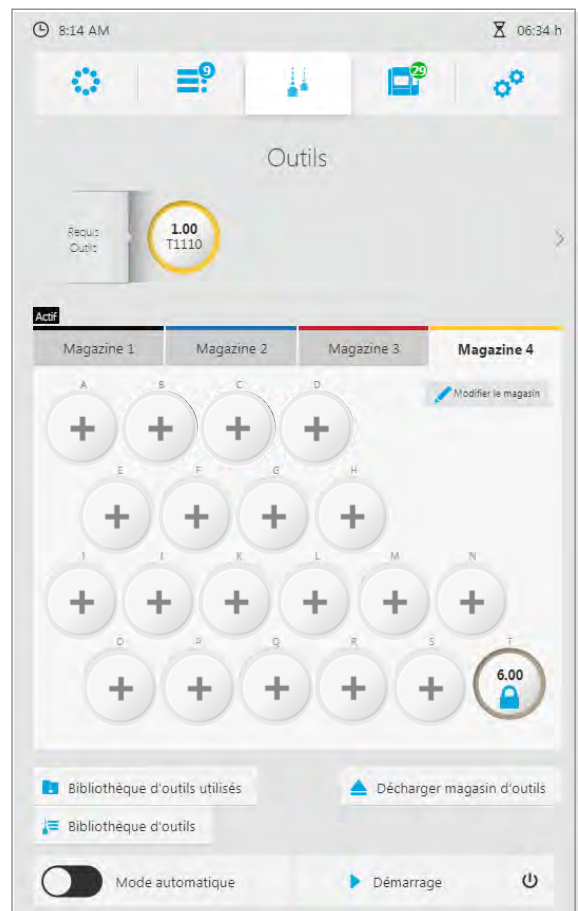 8:14 AM 06:34 h
9 29
Outils
Requis
Outils
1.00
T1110
Actif
Magazine 1 Magazine 2 Magazine 3 Magazine 4
Modifier le magasin
A B C D
E F G H
I J K L M N
O P Q R S T
6.00
Bibliothèque d'outils utilisés Décharger magasin d'outils
Bibliothèque d'outils
Mode automatique Démarrage